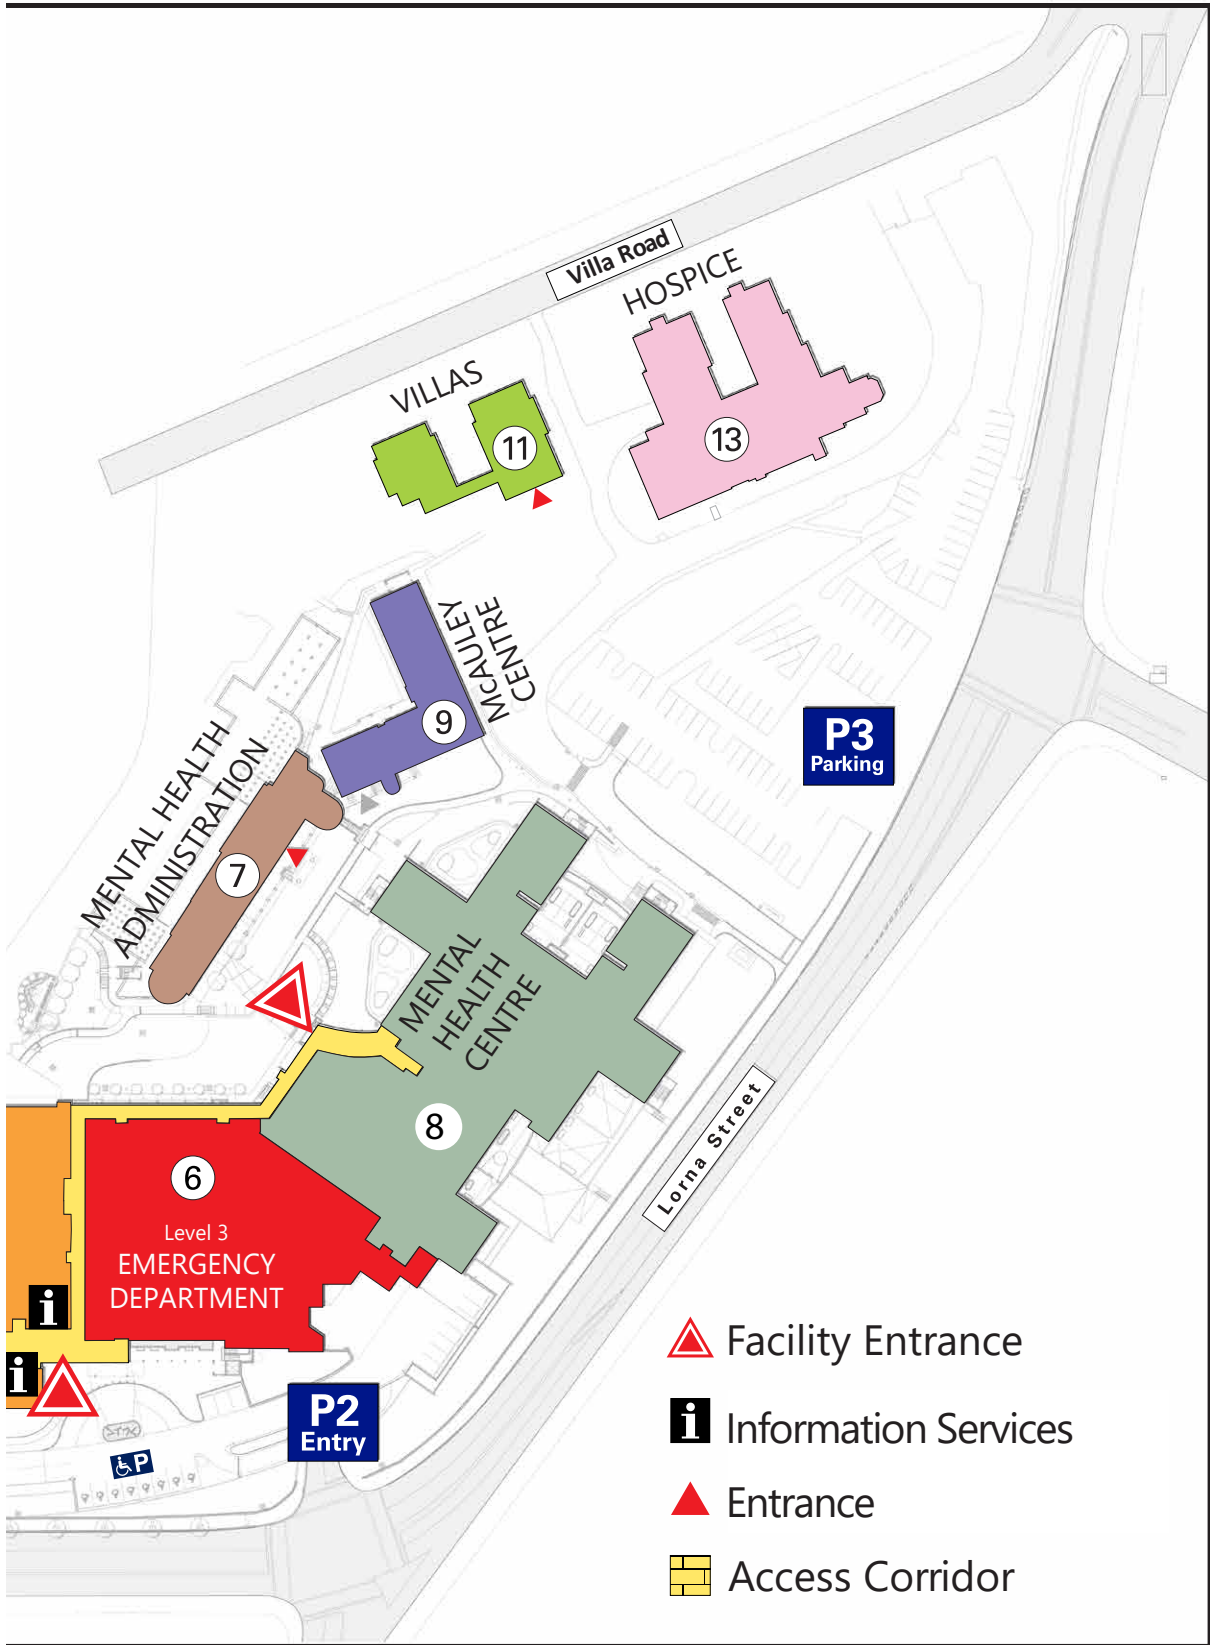 Villa Road
HOSPICE
VILLAS
11
13
MCAULEY
CENTRE
9
P3
Parking
MENTAL HEALTH
ADMINISTRATION
7
MENTAL
HEALTH
CENTRE
8
Lorna Street
6
Level 3
EMERGENCY
DEPARTMENT
i
i
P2
Entry
P
Facility Entrance
i Information Services
Entrance
Access Corridor